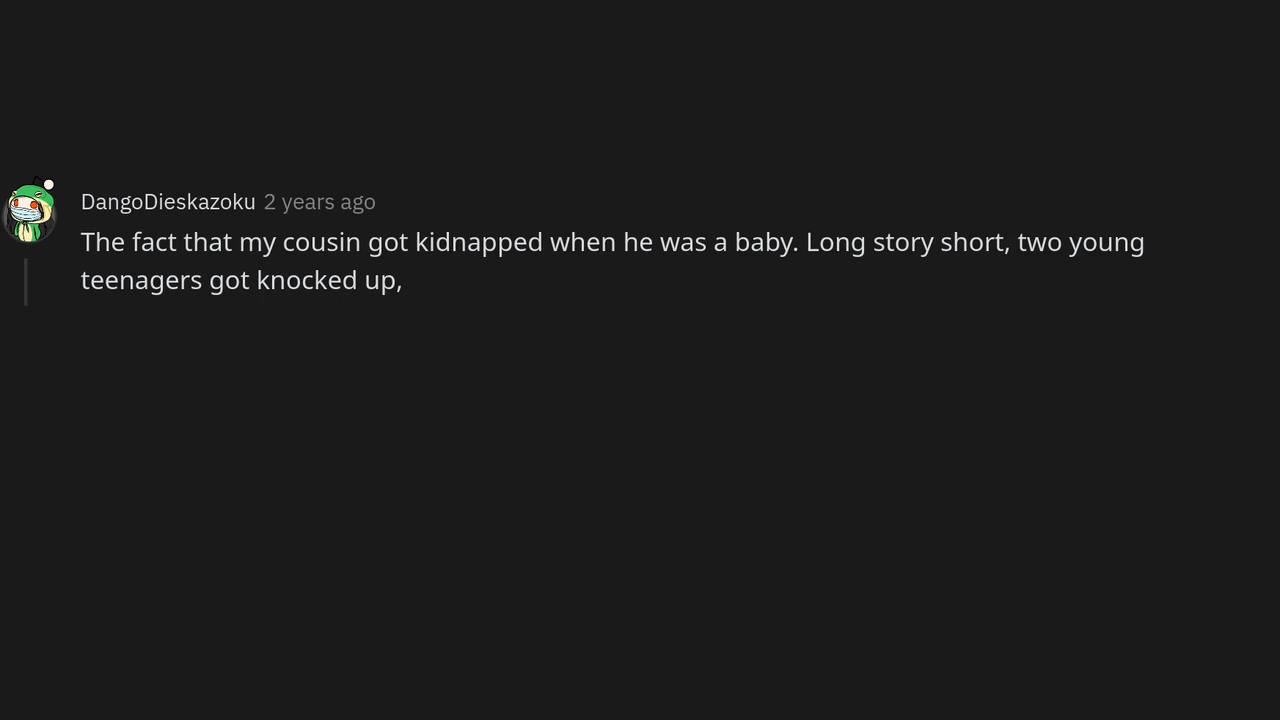 DangoDieskazoku 2 years ago
The fact that my cousin got kidnapped when he was a baby. Long story short, two young
teenagers got knocked up,